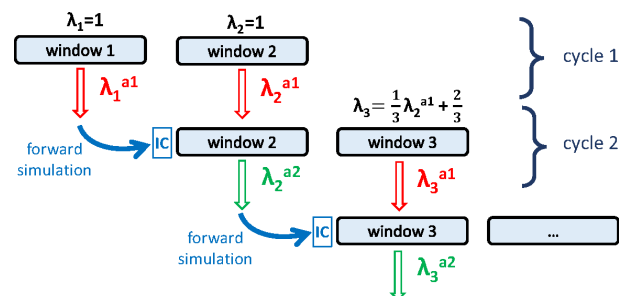 λ₁=1 λ₂=1
window 1 window 2 cycle 1
λ₁ᵃ¹ λ₂ᵃ¹
λ₃= 1/3 λ₂ᵃ¹ + 2/3
forward simulation IC window 2 window 3 cycle 2
λ₂ᵃ² λ₃ᵃ¹
forward simulation IC window 3 ...
λ₃ᵃ²